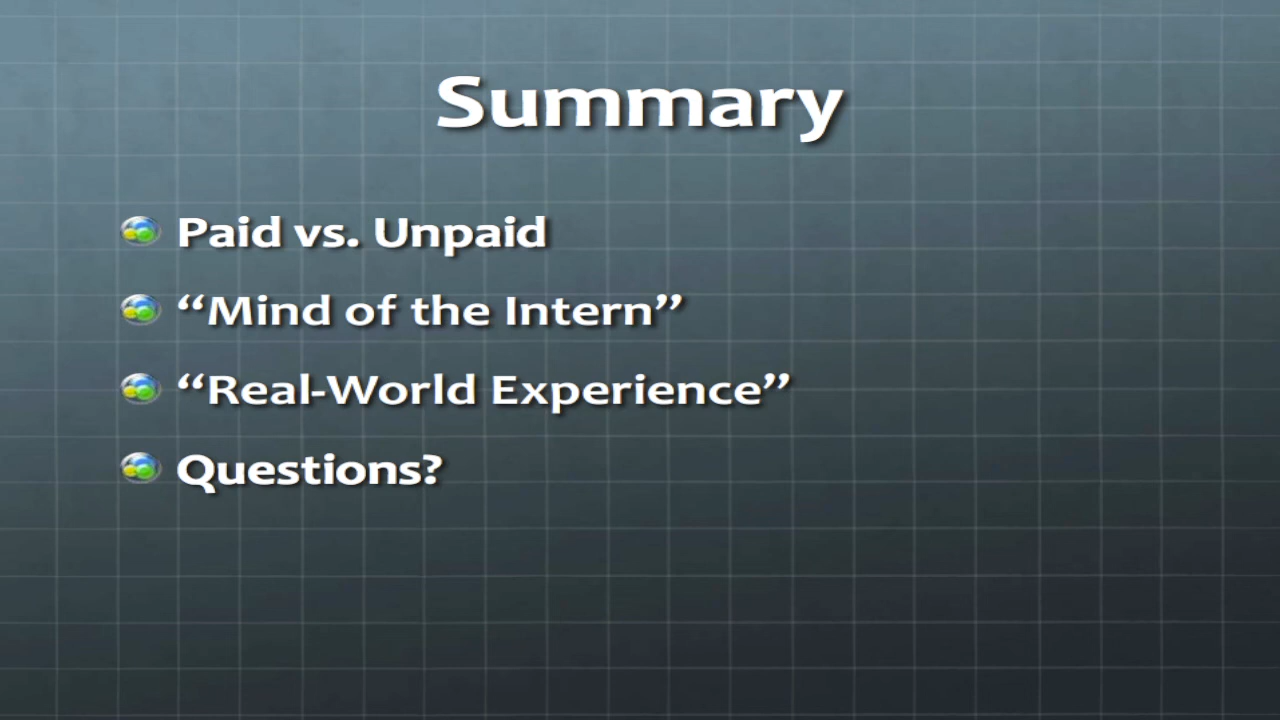 Summary
Paid vs. Unpaid
“Mind of the Intern”
“Real-World Experience”
Questions?